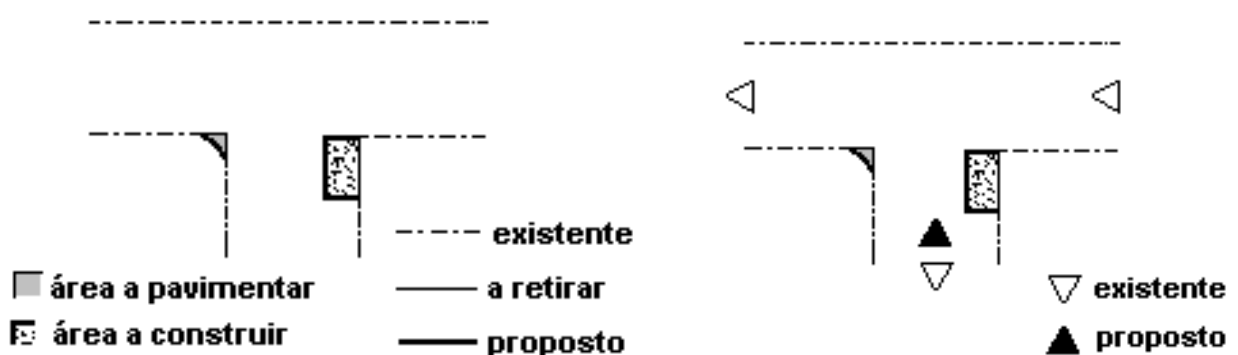 existente
área a pavimentar
a retirar
existente
área a construir
proposto
proposto